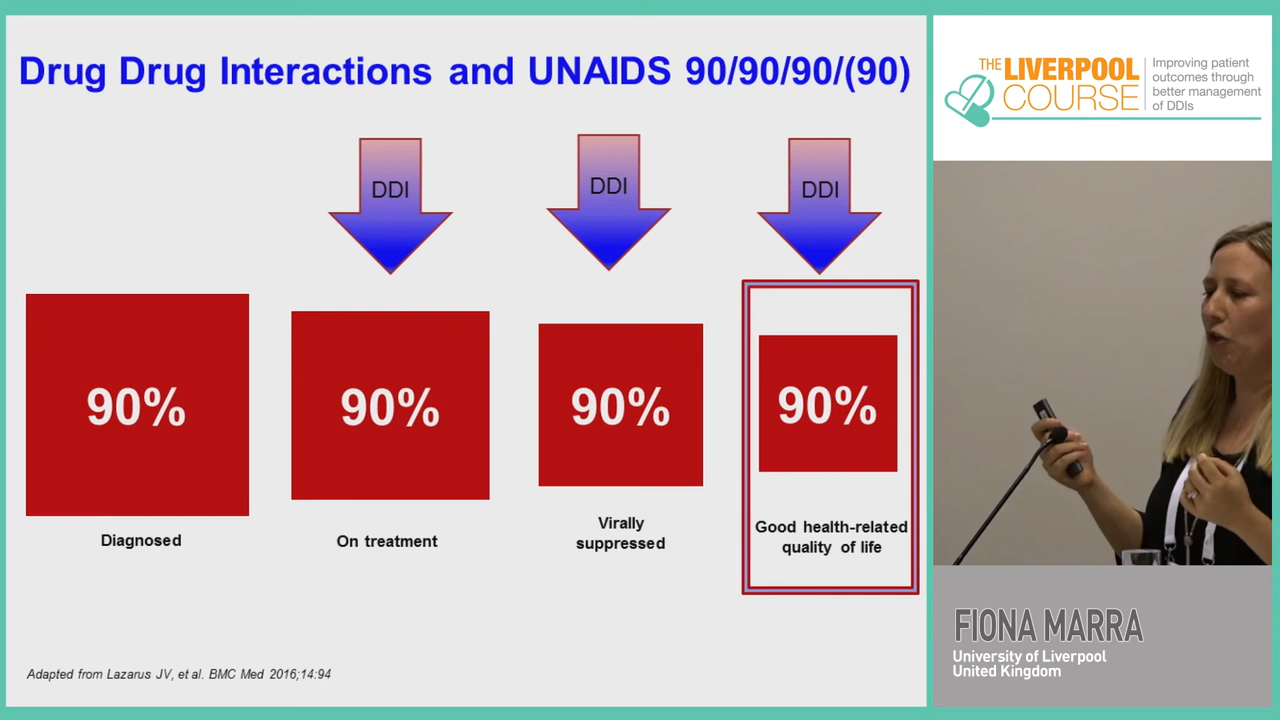 Drug Drug Interactions and UNAIDS 90/90/90/(90)
DDI
DDI
DDI
90%
90%
90%
90%
Diagnosed
On treatment
Virally
suppressed
Good health-related
quality of life
Adapted from Lazarus JV, et al. BMC Med 2016;14:94
THE LIVERPOOL
COURSE
Improving patient
outcomes through
better management
of DDIs
FIONA MARRA
University of Liverpool
United Kingdom